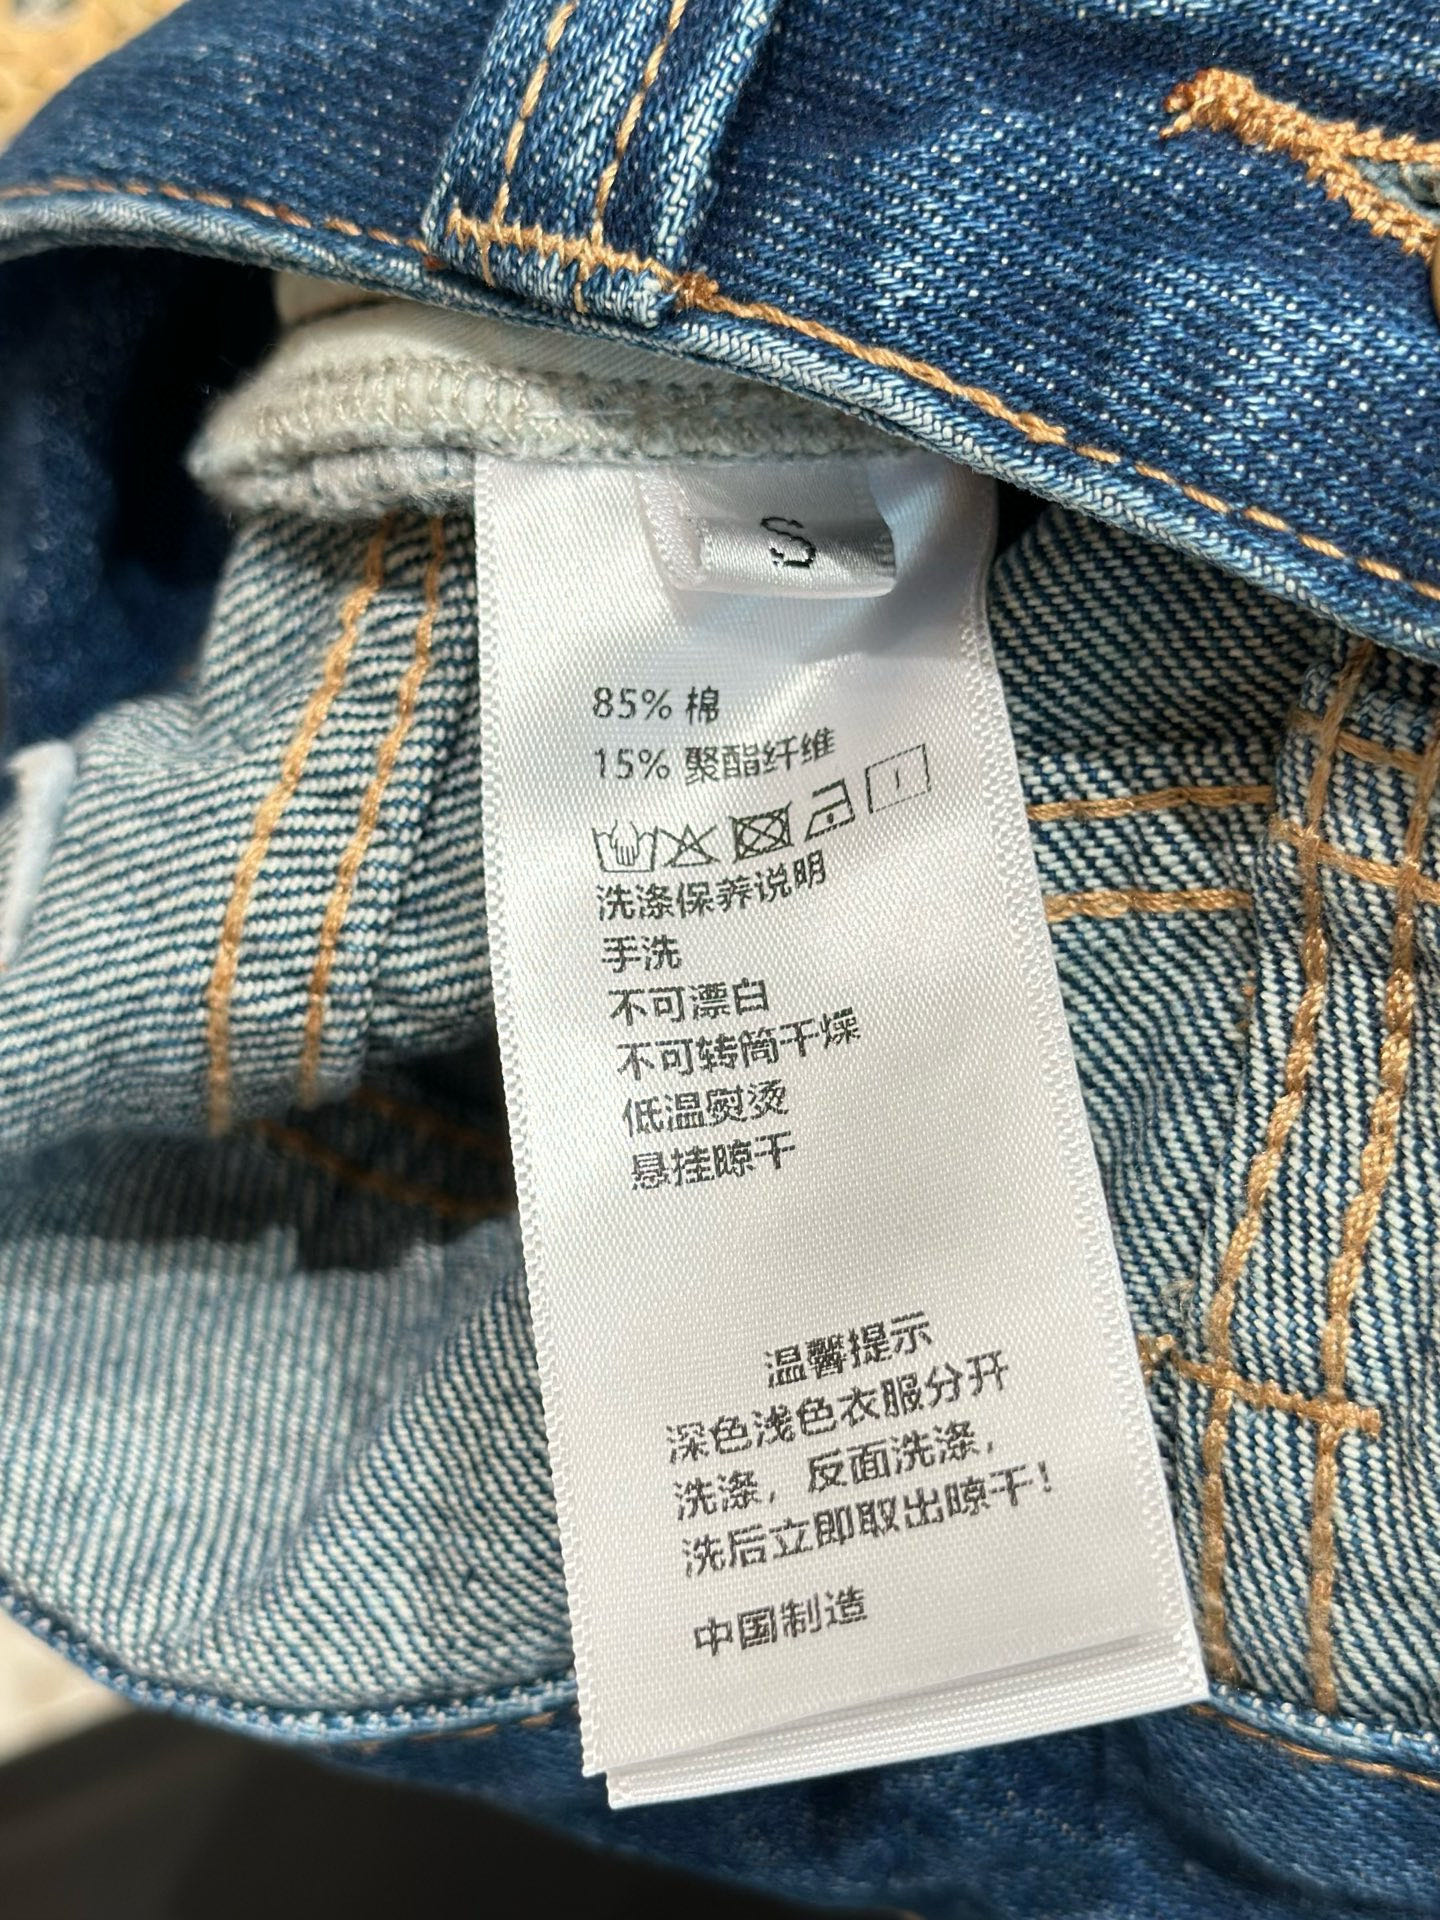 S
85% 棉
15% 聚酯纤维
洗涤保养说明
手洗
不可漂白
不可转筒干燥
低温熨烫
悬挂晾干
温馨提示
深色浅色衣服分开
洗涤，反面洗涤，
洗后立即取出晾干！
中国制造